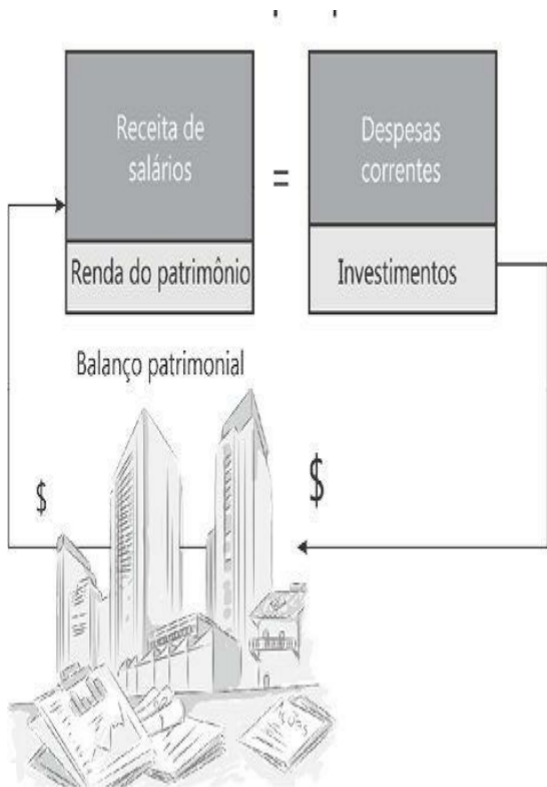 Receita de
salários
=
Despesas
correntes
Renda do patrimônio
Investimentos
Balanço patrimonial
$
$